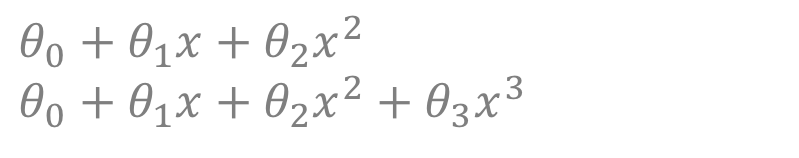 θ₀ + θ₁x + θ₂x²
θ₀ + θ₁x + θ₂x² + θ₃x³